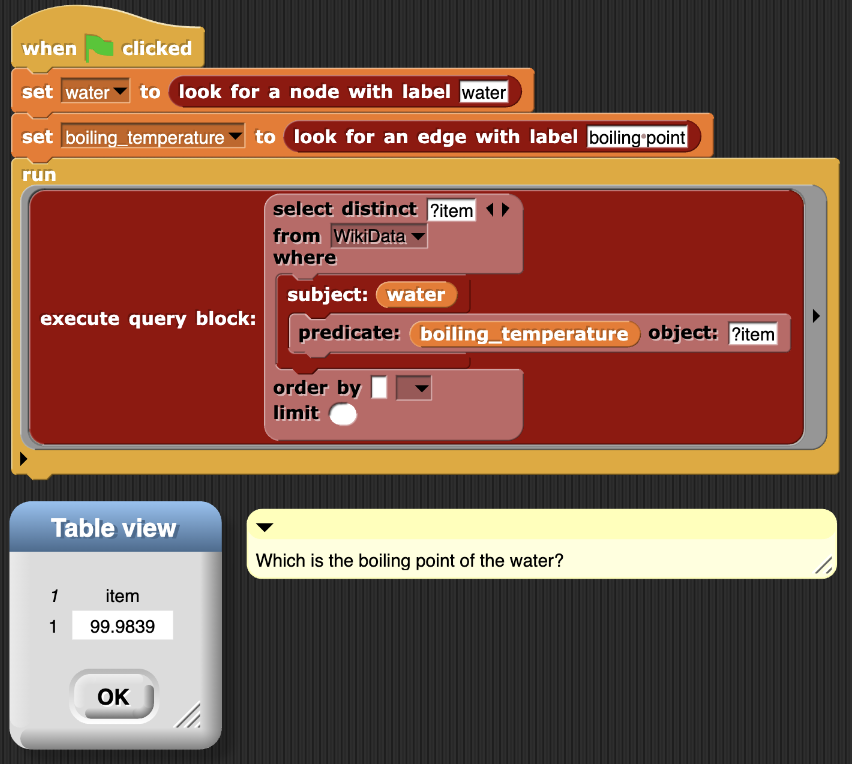 when clicked
set water to look for a node with label water
set boiling_temperature to look for an edge with label boiling point
run
select distinct ?item
from WikiData
where
subject: water
execute query block:
predicate: boiling_temperature object: ?item
order by
limit
Table view
Which is the boiling point of the water?
1 item
1 99.9839
OK